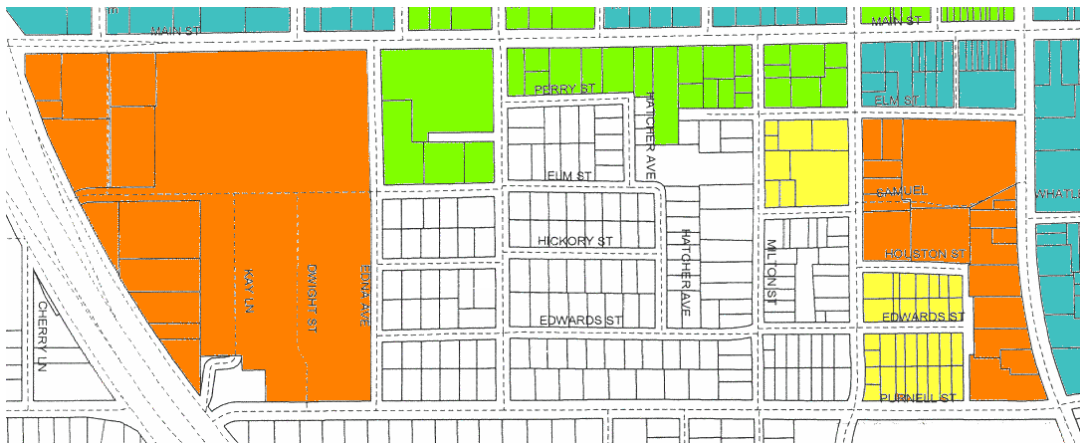 MAIN ST
MAIN ST
PERRY ST
HATCHER AVE
ELM ST
ELM ST
SAMUEL
HICKORY ST
HATCHER AVE
MILTON ST
HOUSTON ST
KAY LN
DWIGHT ST
EDNA AVE
CHERRY LN
EDWARDS ST
EDWARDS ST
PURNELL ST